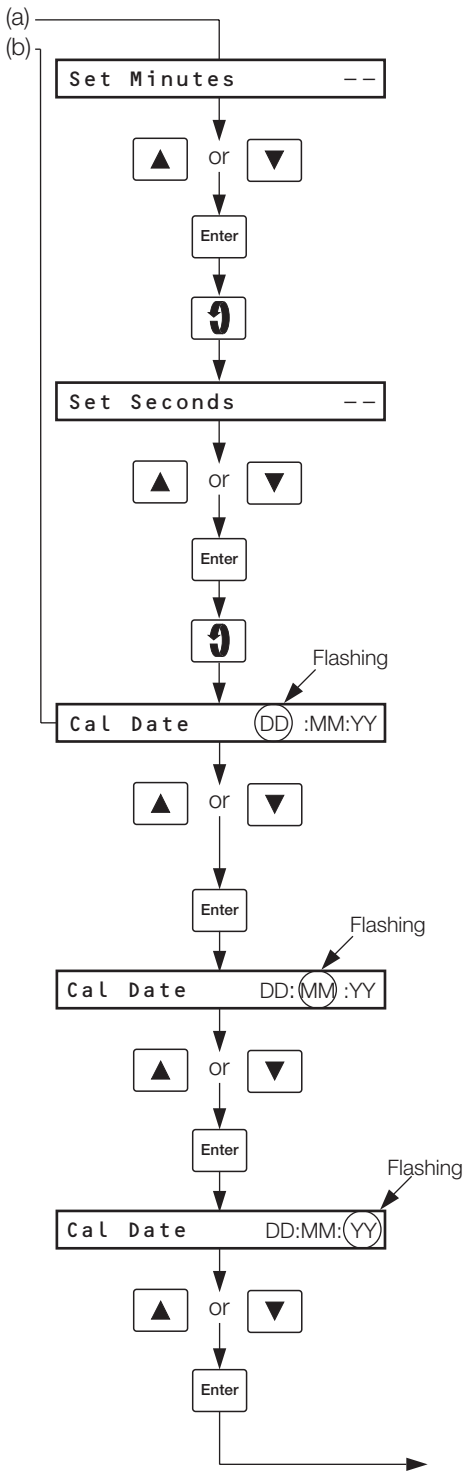 (a)
(b)
Set Minutes --
or
Enter
Set Seconds --
or
Enter
Flashing
Cal Date DD :MM:YY
or
Enter
Flashing
Cal Date DD: MM :YY
or
Enter
Flashing
Cal Date DD:MM: YY
or
Enter